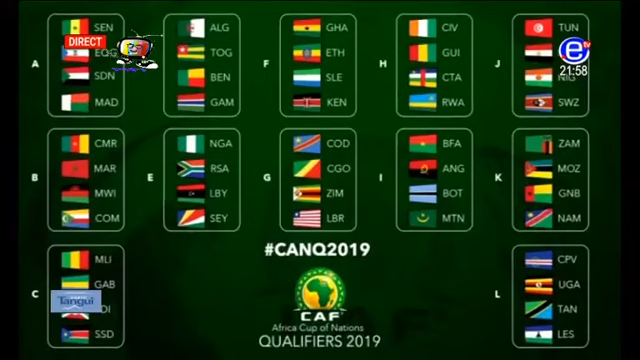 DIRECT
A
SEN
EQG
SDN
MAD
ALG
TOG
BEN
GAM
F
GHA
ETH
SLE
KEN
H
CIV
GUI
CTA
RWA
J
TUN
NIG
SWZ
e tv
21:58
B
CMR
MAR
MWI
COM
E
NGA
RSA
LBY
SEY
G
COD
CGO
ZIM
LBR
I
BFA
ANG
BOT
MTN
K
ZAM
MOZ
GNB
NAM
C
MLI
GAB
SSD
Tangui
#CANQ2019
CAF
Africa Cup of Nations
QUALIFIERS 2019
L
CPV
UGA
TAN
LES